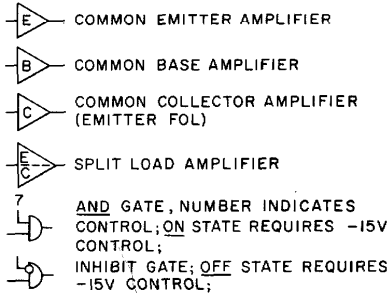 E COMMON EMITTER AMPLIFIER
B COMMON BASE AMPLIFIER
C COMMON COLLECTOR AMPLIFIER
(EMITTER FOL)
E
C SPLIT LOAD AMPLIFIER
7 AND GATE, NUMBER INDICATES
CONTROL; ON STATE REQUIRES -15V
CONTROL;
INHIBIT GATE; OFF STATE REQUIRES
-15V CONTROL;